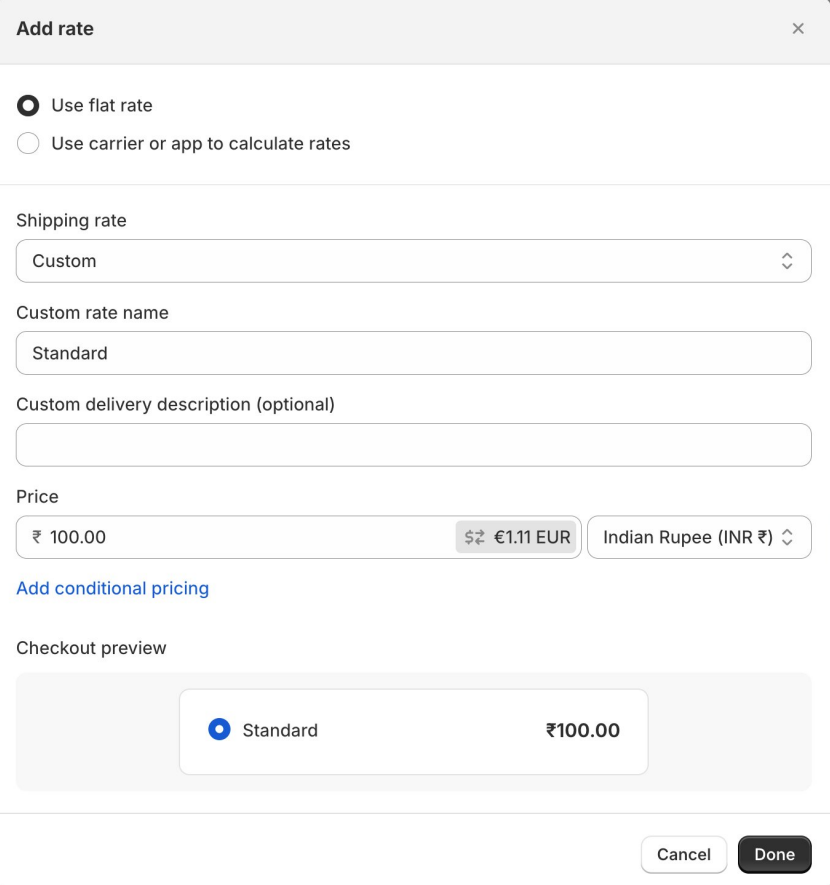 Add rate
Use flat rate
Use carrier or app to calculate rates
Shipping rate
Custom
Custom rate name
Standard
Custom delivery description (optional)
Price
₹ 100.00 €1.11 EUR Indian Rupee (INR ₹)
Add conditional pricing
Checkout preview
Standard ₹100.00
Cancel Done